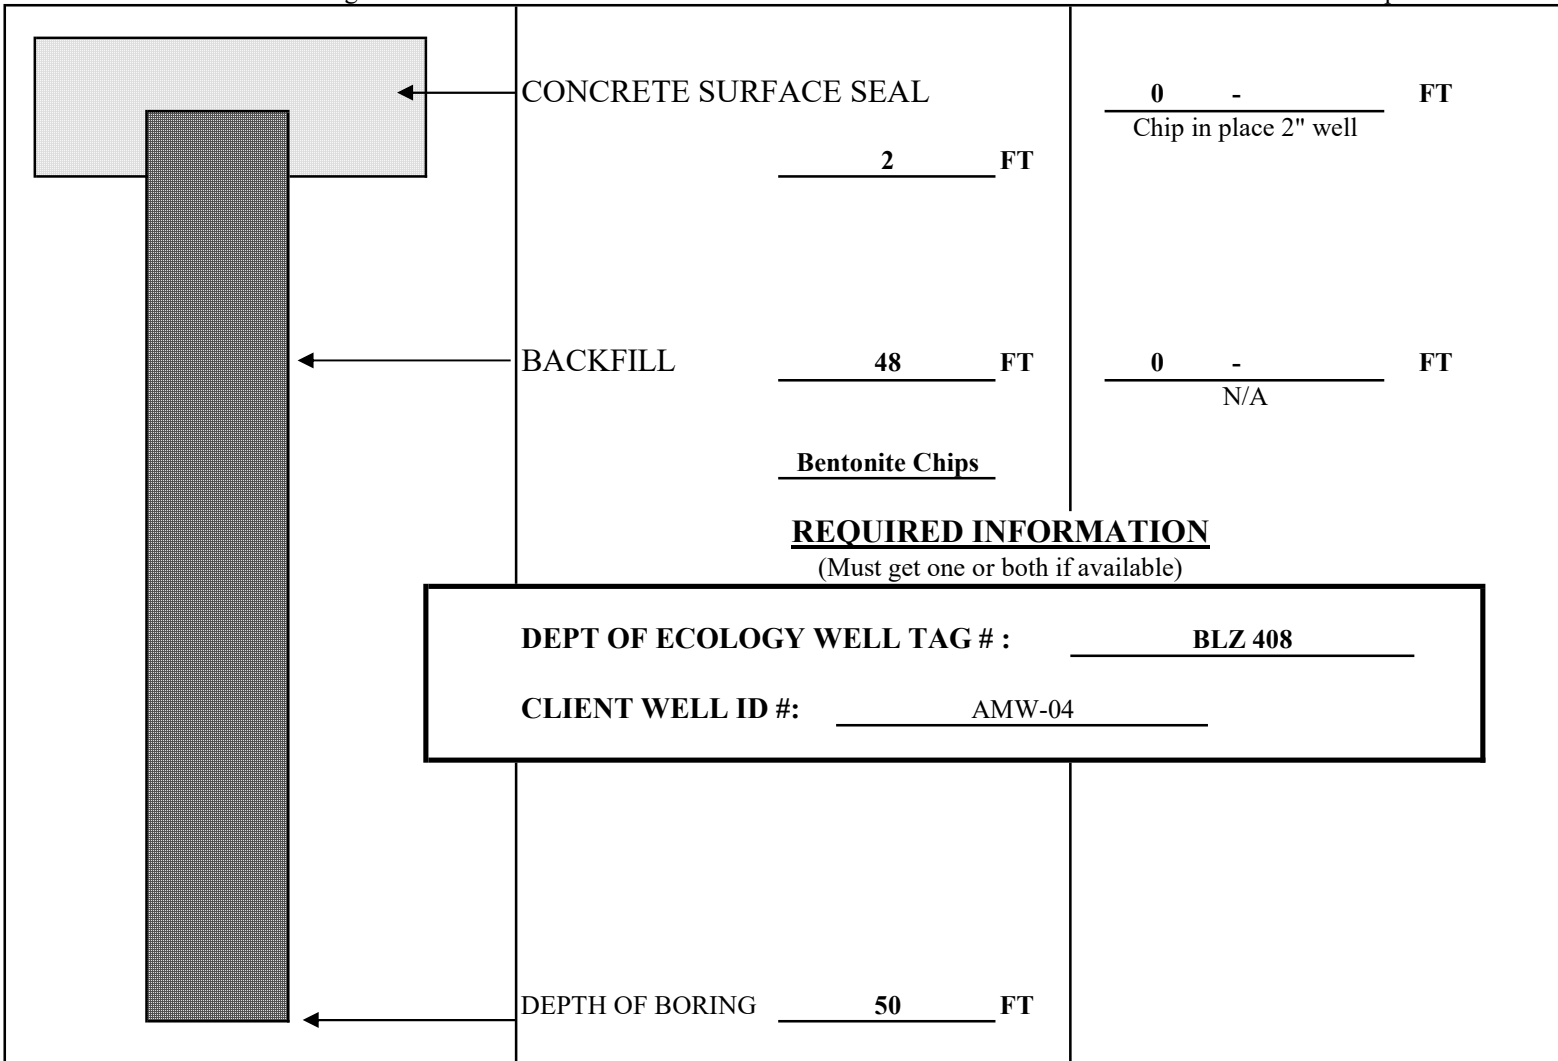 CONCRETE SURFACE SEAL 0 - FT
Chip in place 2" well
2 FT
BACKFILL 48 FT 0 - FT
N/A
Bentonite Chips
REQUIRED INFORMATION
(Must get one or both if available)
DEPT OF ECOLOGY WELL TAG # : BLZ 408
CLIENT WELL ID #: AMW-04
DEPTH OF BORING 50 FT